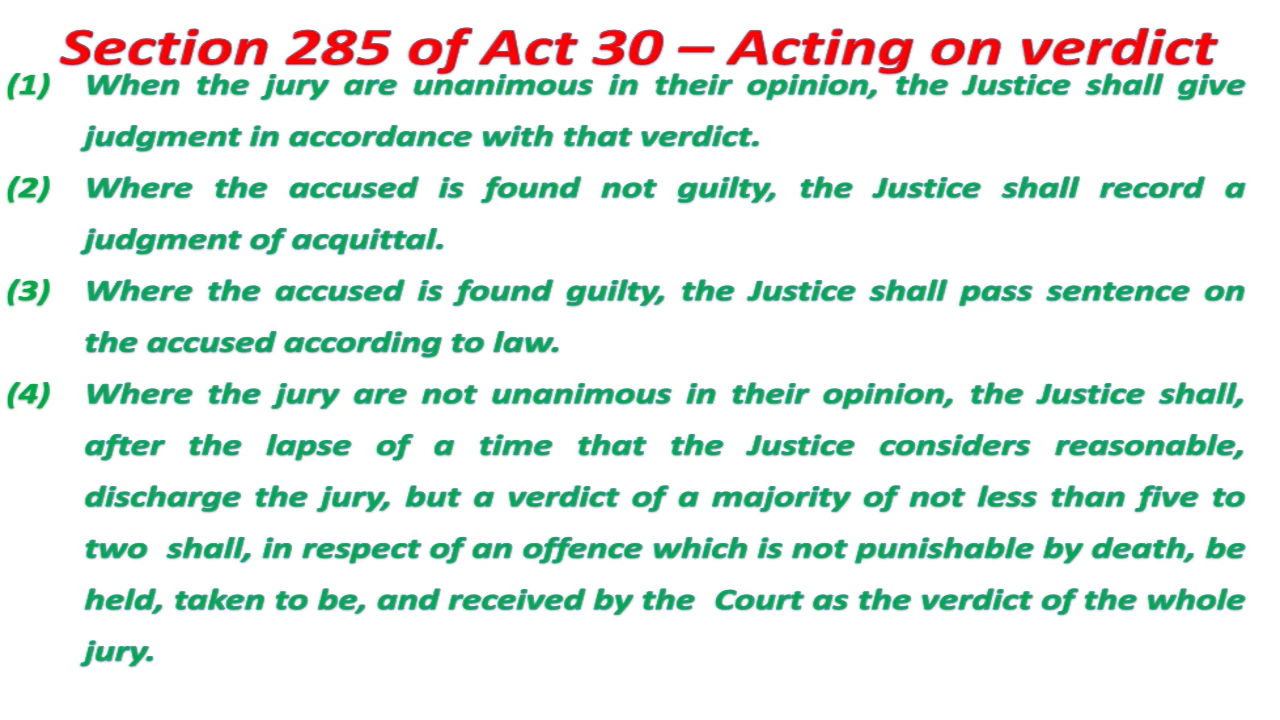 Section 285 of Act 30 – Acting on verdict
(1) When the jury are unanimous in their opinion, the Justice shall give
judgment in accordance with that verdict.
(2) Where the accused is found not guilty, the Justice shall record a
judgment of acquittal.
(3) Where the accused is found guilty, the Justice shall pass sentence on
the accused according to law.
(4) Where the jury are not unanimous in their opinion, the Justice shall,
after the lapse of a time that the Justice considers reasonable,
discharge the jury, but a verdict of a majority of not less than five to
two shall, in respect of an offence which is not punishable by death, be
held, taken to be, and received by the Court as the verdict of the whole
jury.